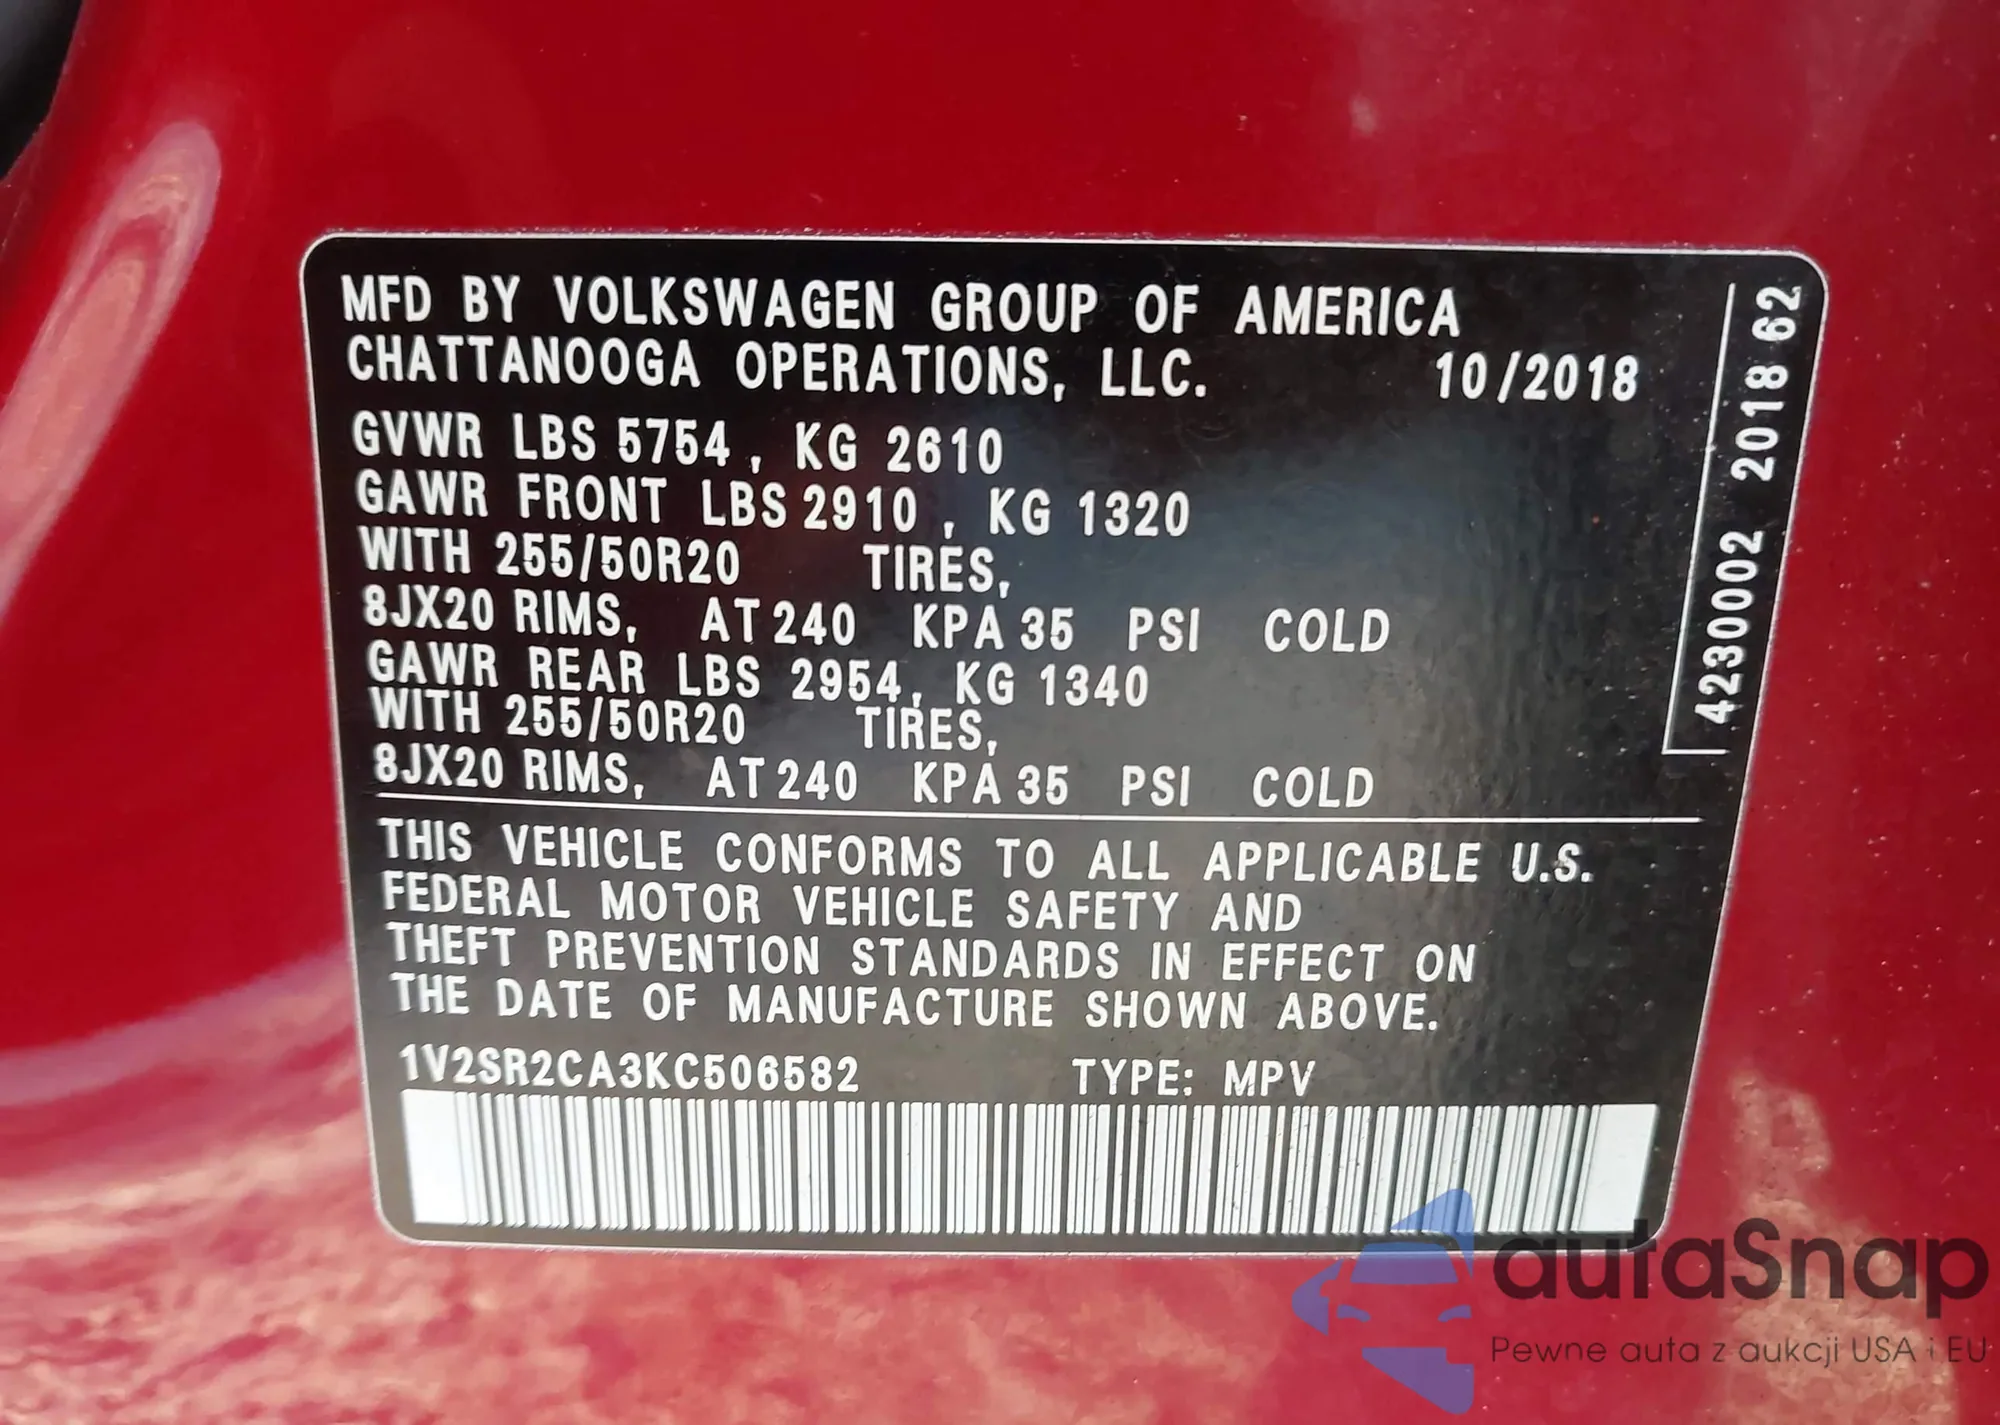 MFD BY VOLKSWAGEN GROUP OF AMERICA
CHATTANOOGA OPERATIONS, LLC. 10/2018
GVWR LBS 5754, KG 2610
GAWR FRONT LBS 2910, KG 1320
WITH 255/50R20 TIRES,
8JX20 RIMS, AT 240 KPA 35 PSI COLD
GAWR REAR LBS 2954, KG 1340
WITH 255/50R20 TIRES,
8JX20 RIMS, AT 240 KPA 35 PSI COLD
THIS VEHICLE CONFORMS TO ALL APPLICABLE U.S.
FEDERAL MOTOR VEHICLE SAFETY AND
THEFT PREVENTION STANDARDS IN EFFECT ON
THE DATE OF MANUFACTURE SHOWN ABOVE.
1V2SR2CA3KC506582 TYPE: MPV
4230002 2018 62
autaSnap
Pewne auta z aukcji USA i EU